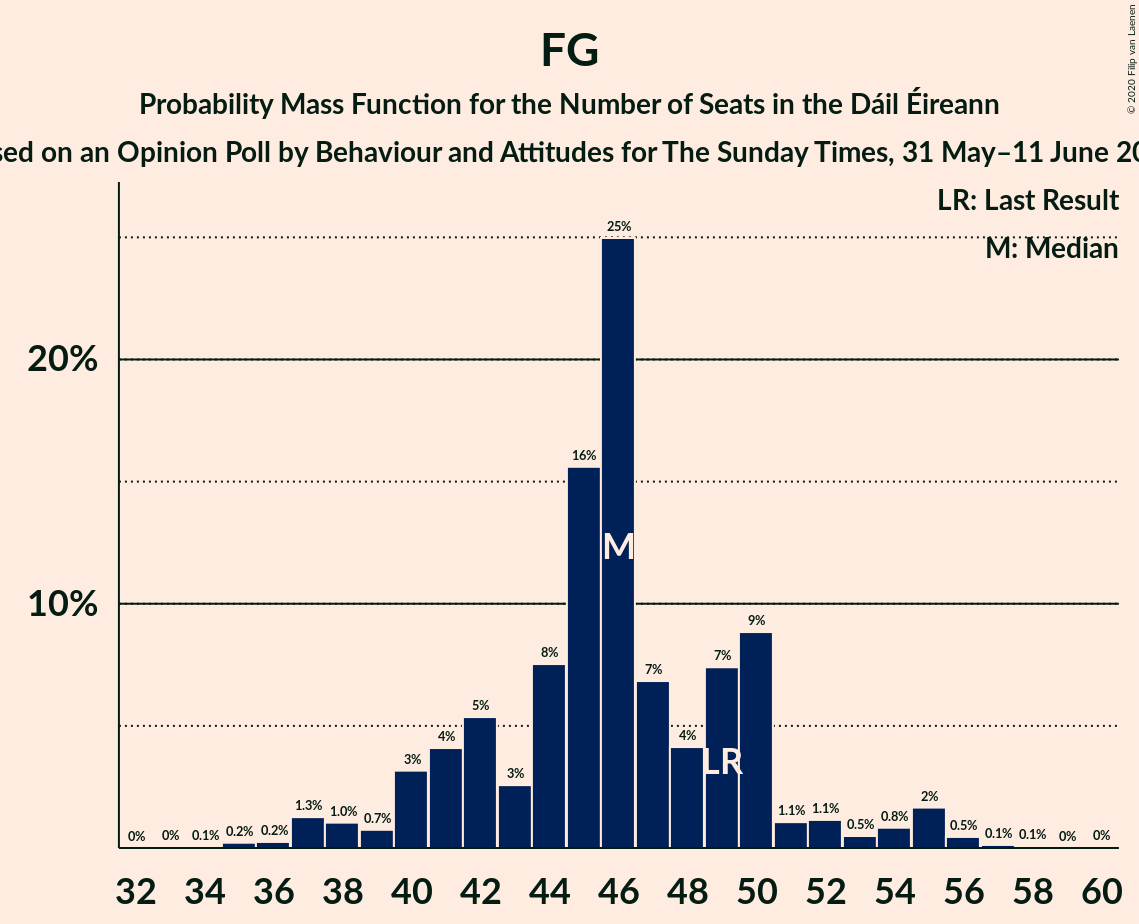 FG
Probability Mass Function for the Number of Seats in the Dáil Éireann
on an Opinion Poll by Behaviour and Attitudes for The Sunday Times, 31 May–11 June
© 2020 Filip van Laenen
LR: Last Result
M: Median
20%
10%
0% 0% 0.1% 0.2% 0.2% 1.3% 1.0% 0.7% 3% 4% 5% 3% 8% 16% 25% 7% 4% 7% 9% 1.1% 1.1% 0.5% 0.8% 2% 0.5% 0.1% 0.1% 0% 0%
M
LR
32 34 36 38 40 42 44 46 48 50 52 54 56 58 60